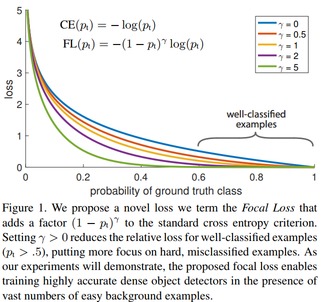 5
4
3
2
1
0
loss
CE(pt) = − log(pt)
FL(pt) = −(1 − pt)γ log(pt)
γ = 0
γ = 0.5
γ = 1
γ = 2
γ = 5
well-classified
examples
0
0.2
0.4
0.6
0.8
1
probability of ground truth class
Figure 1. We propose a novel loss we term the Focal Loss that
adds a factor (1 − pt)γ to the standard cross entropy criterion.
Setting γ > 0 reduces the relative loss for well-classified examples
(pt > .5), putting more focus on hard, misclassified examples. As
our experiments will demonstrate, the proposed focal loss enables
training highly accurate dense object detectors in the presence of
vast numbers of easy background examples.